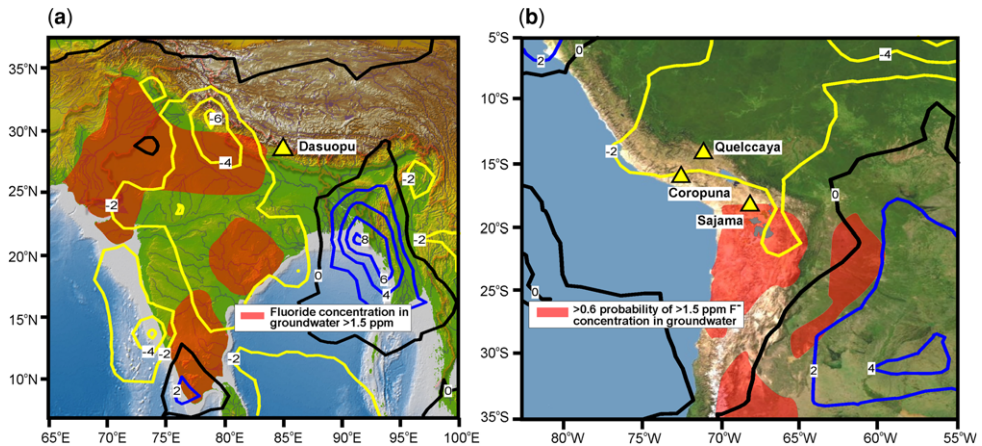 (a)
35°N
30°N
25°N
20°N
15°N
10°N
65°E 70°E 75°E 80°E 85°E 90°E 95°E 100°E
0
-6
-4
Dasuopu
-2
-2
-2
0
8
6
4
Fluoride concentration in
groundwater >1.5 ppm
-4
-2
-2
2
0
(b)
5°S
10°S
15°S
20°S
25°S
30°S
35°S
80°W 75°W 70°W 65°W 60°W 55°W
2
0
-4
-2
Quelccaya
Coropuna
Sajama
0
2
0
>0.6 probability of >1.5 ppm F⁻
concentration in groundwater
2
4